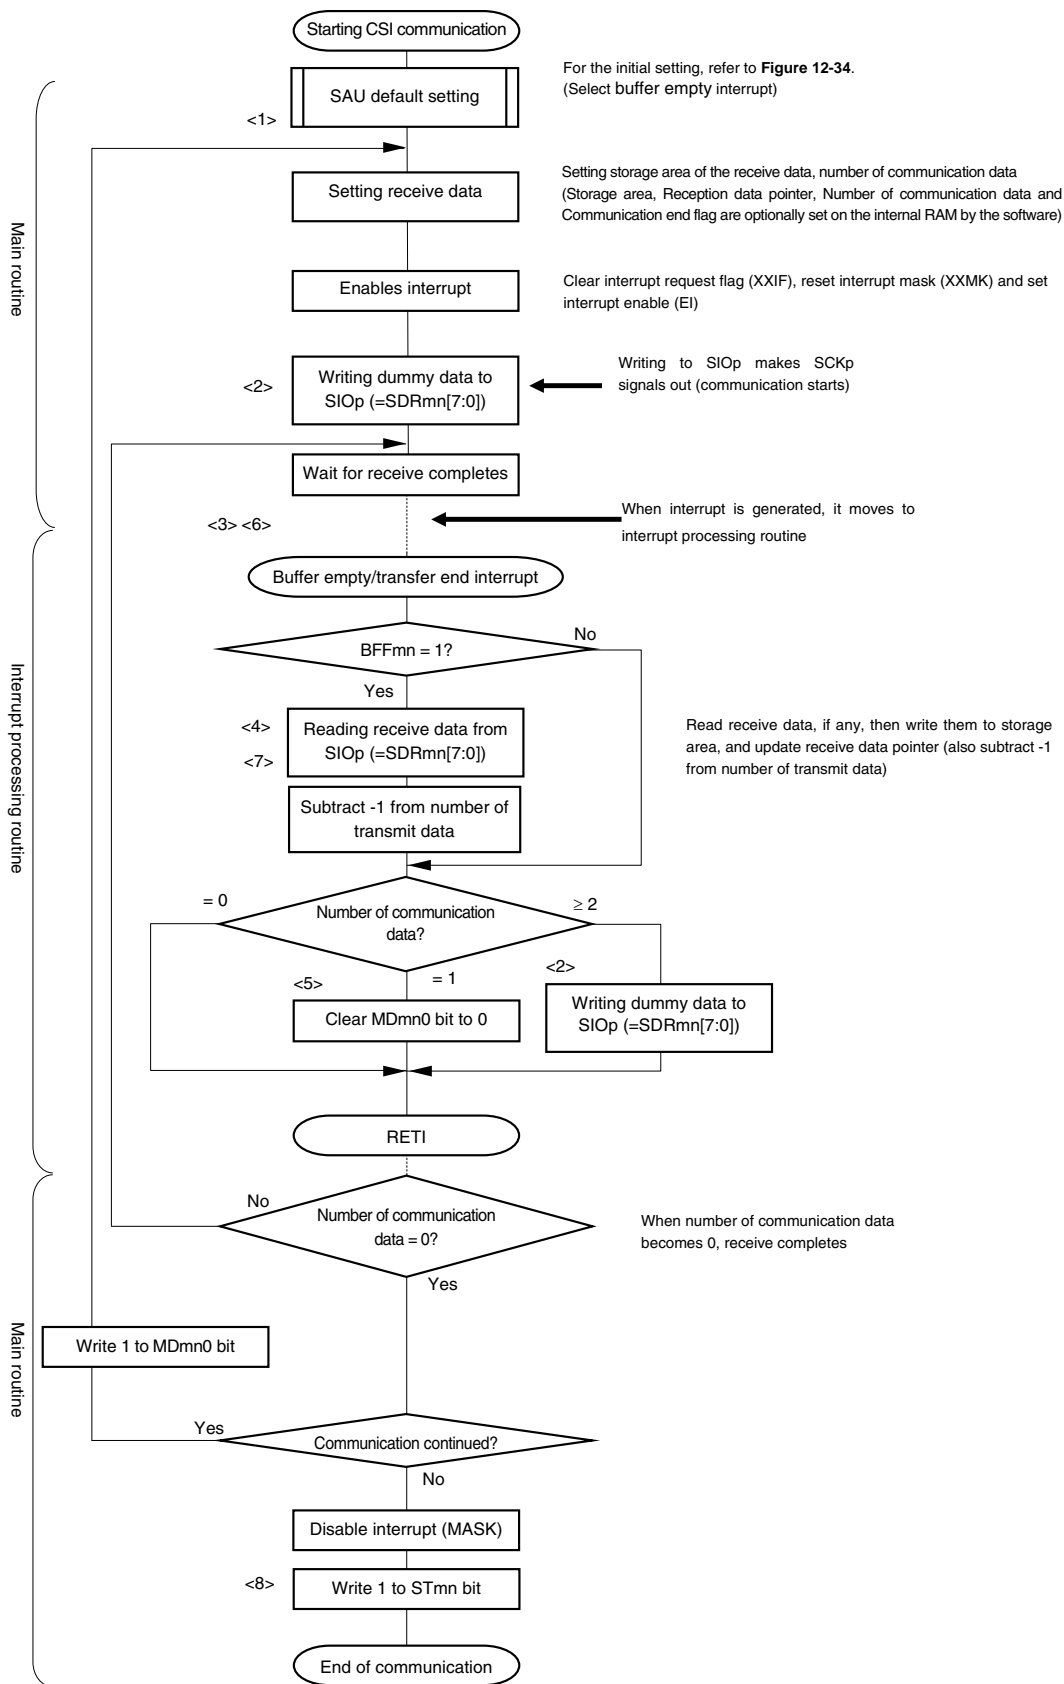 Starting CSI communication
For the initial setting, refer to Figure 12-34.
(Select buffer empty interrupt)
SAU default setting
<1>
Setting storage area of the receive data, number of communication data
(Storage area, Reception data pointer, Number of communication data and
Communication end flag are optionally set on the internal RAM by the software)
Setting receive data
Main routine
Enables interrupt
Clear interrupt request flag (XXIF), reset interrupt mask (XXMK) and set
interrupt enable (EI)
<2>
Writing dummy data to
SIOp (=SDRmn[7:0])
Writing to SIOp makes SCKp
signals out (communication starts)
Wait for receive completes
<3> <6>
When interrupt is generated, it moves to
interrupt processing routine
Buffer empty/transfer end interrupt
BFFmn = 1?
No
Yes
<4>
<7>
Reading receive data from
SIOp (=SDRmn[7:0])
Read receive data, if any, then write them to storage
area, and update receive data pointer (also subtract -1
from number of transmit data)
Interrupt processing routine
Subtract -1 from number of
transmit data
= 0
Number of communication
data?
≥ 2
= 1
<5>
<2>
Clear MDmn0 bit to 0
Writing dummy data to
SIOp (=SDRmn[7:0])
RETI
No
Number of communication
data = 0?
When number of communication data
becomes 0, receive completes
Yes
Write 1 to MDmn0 bit
Main routine
Yes
Communication continued?
No
Disable interrupt (MASK)
<8>
Write 1 to STmn bit
End of communication